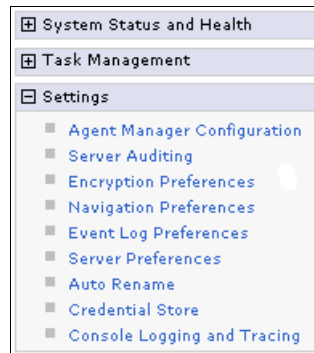 System Status and Health
Task Management
Settings
Agent Manager Configuration
Server Auditing
Encryption Preferences
Navigation Preferences
Event Log Preferences
Server Preferences
Auto Rename
Credential Store
Console Logging and Tracing